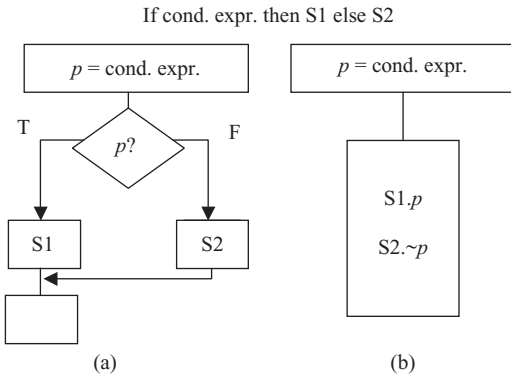 If cond. expr. then S1 else S2
p = cond. expr.
T
p?
F
S1
S2
(a)
p = cond. expr.
S1.p
S2.~p
(b)